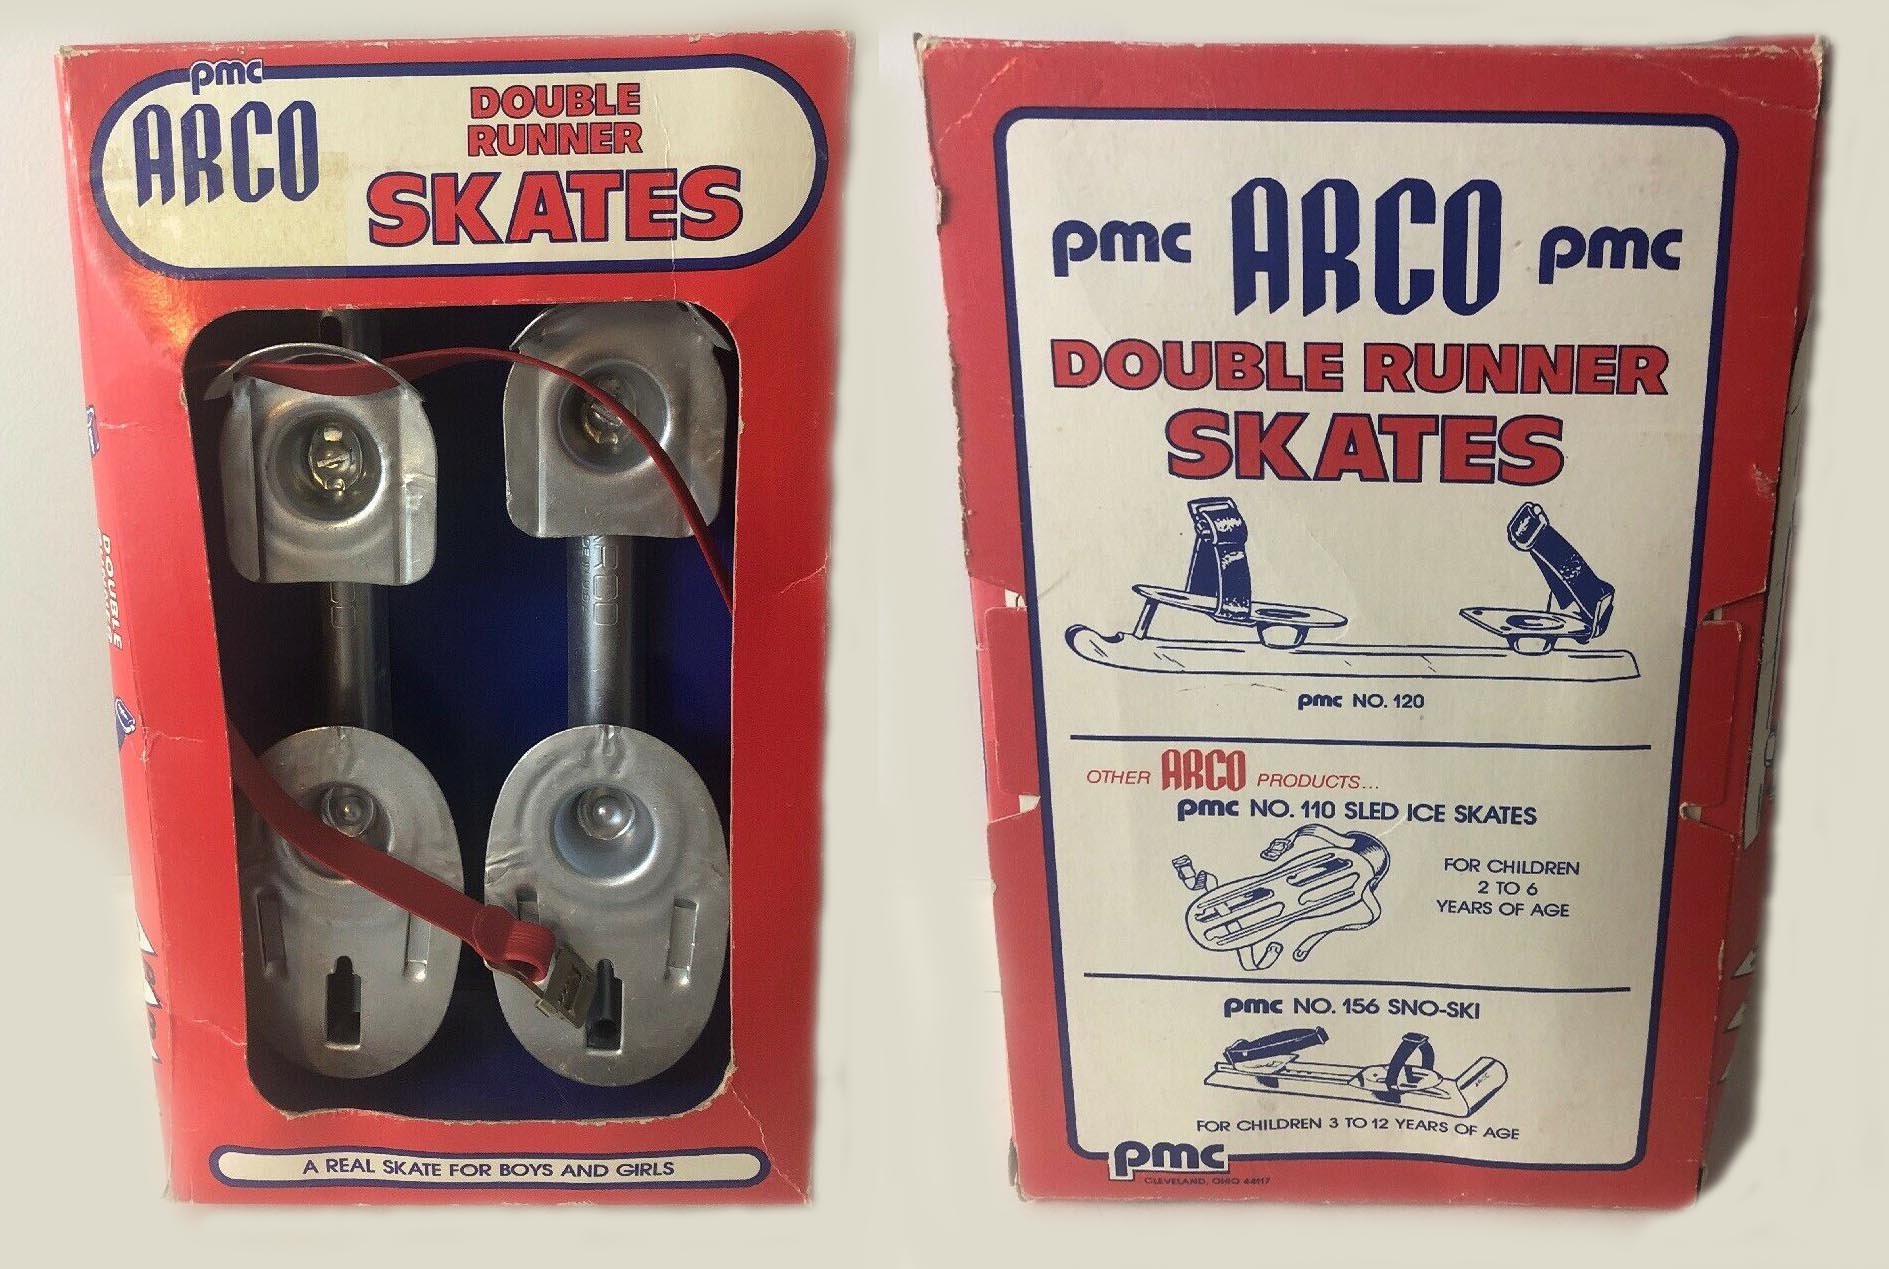 pmc
ARCO
DOUBLE
RUNNER
SKATES
DOUBLE
A REAL SKATE FOR BOYS AND GIRLS
pmc ARCO pmc
DOUBLE RUNNER
SKATES
pmc NO. 120
OTHER ARCO PRODUCTS...
pmc NO. 110 SLED ICE SKATES
FOR CHILDREN
2 TO 6
YEARS OF AGE
pmc NO. 156 SNO-SKI
FOR CHILDREN 3 TO 12 YEARS OF AGE
pmc
CLEVELAND, OHIO 44117